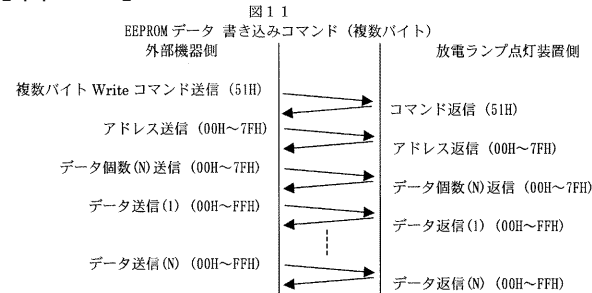 図１１
EEPROMデータ 書き込みコマンド (複数バイト)
外部機器側 放電ランプ点灯装置側
複数バイト Write コマンド送信 (51H)
コマンド返信 (51H)
アドレス送信 (00H～7FH)
アドレス返信 (00H～7FH)
データ個数(N)送信 (00H～7FH)
データ個数(N)返信 (00H～7FH)
データ送信(1) (00H～FFH)
データ返信(1) (00H～FFH)
データ送信(N) (00H～FFH)
データ返信(N) (00H～FFH)